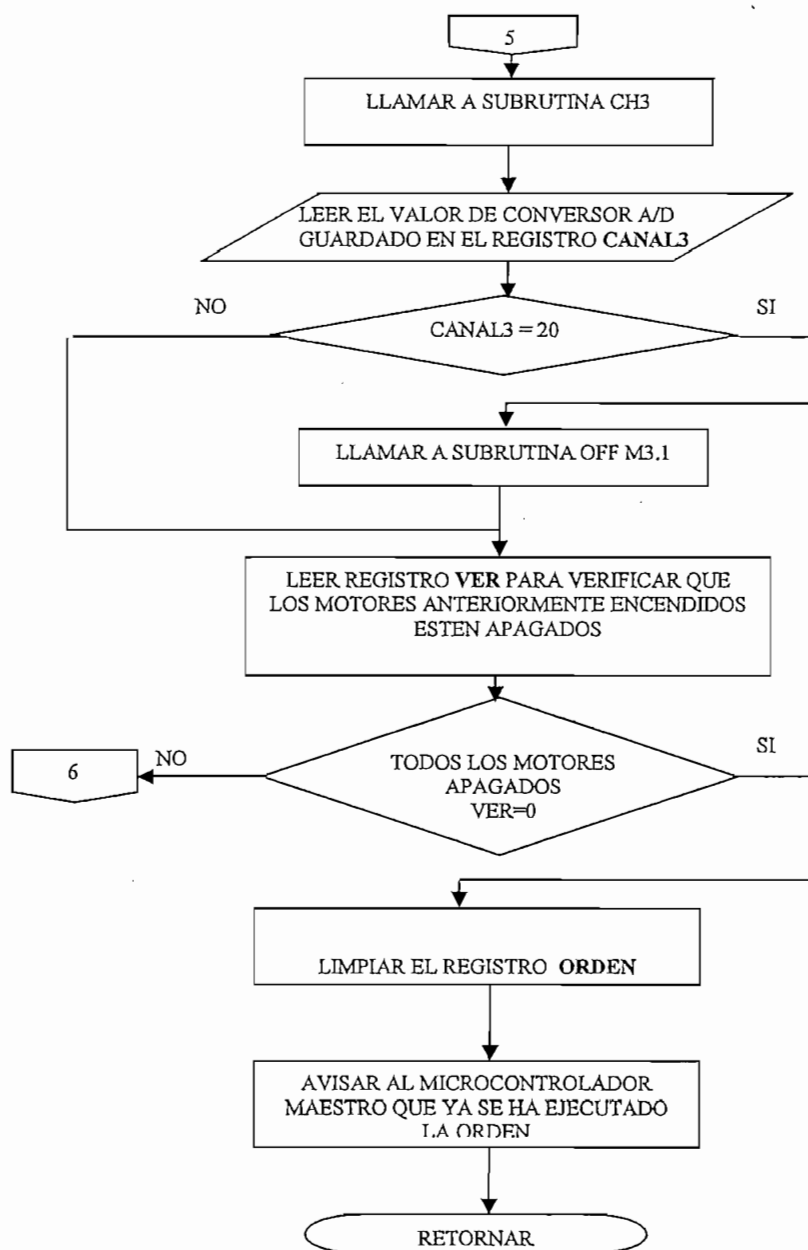 5
LLAMAR A SUBRUTINA CH3
LEER EL VALOR DE CONVERSOR A/D
GUARDADO EN EL REGISTRO CANAL3
NO
SI
CANAL3 = 20
LLAMAR A SUBRUTINA OFF M3.1
LEER REGISTRO VER PARA VERIFICAR QUE
LOS MOTORES ANTERIORMENTE ENCENDIDOS
ESTEN APAGADOS
6
NO
SI
TODOS LOS MOTORES
APAGADOS
VER=0
LIMPIAR EL REGISTRO ORDEN
AVISAR AL MICROCONTROLADOR
MAESTRO QUE YA SE HA EJECUTADO
LA ORDEN
RETORNAR